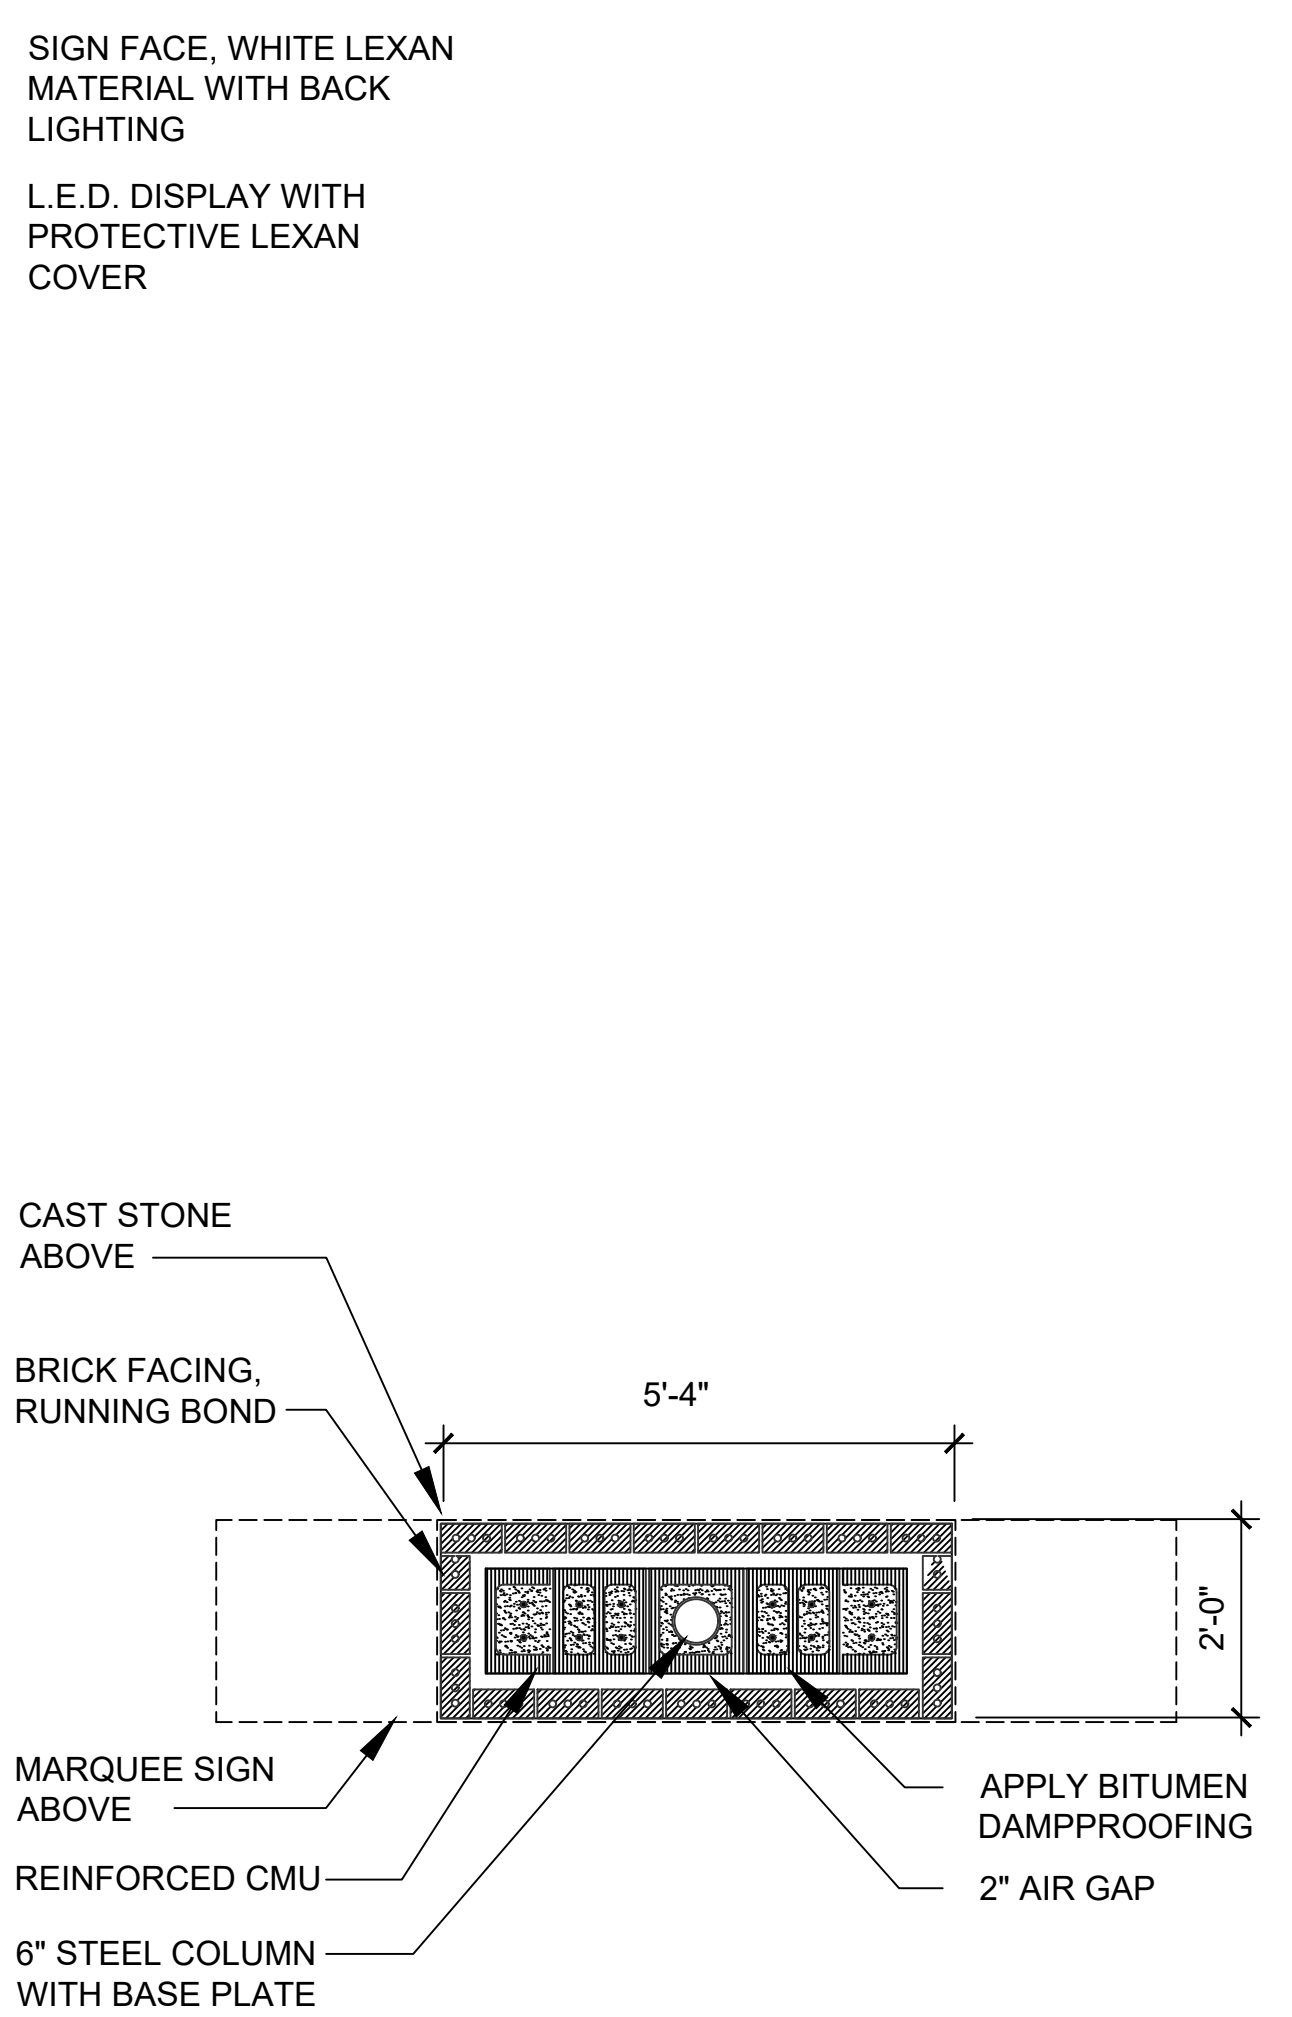 SIGN FACE, WHITE LEXAN
MATERIAL WITH BACK
LIGHTING
L.E.D. DISPLAY WITH
PROTECTIVE LEXAN
COVER
CAST STONE
ABOVE
BRICK FACING,
RUNNING BOND
5'-4"
2'-0"
MARQUEE SIGN
ABOVE
REINFORCED CMU
6" STEEL COLUMN
WITH BASE PLATE
APPLY BITUMEN
DAMPPROOFING
2" AIR GAP